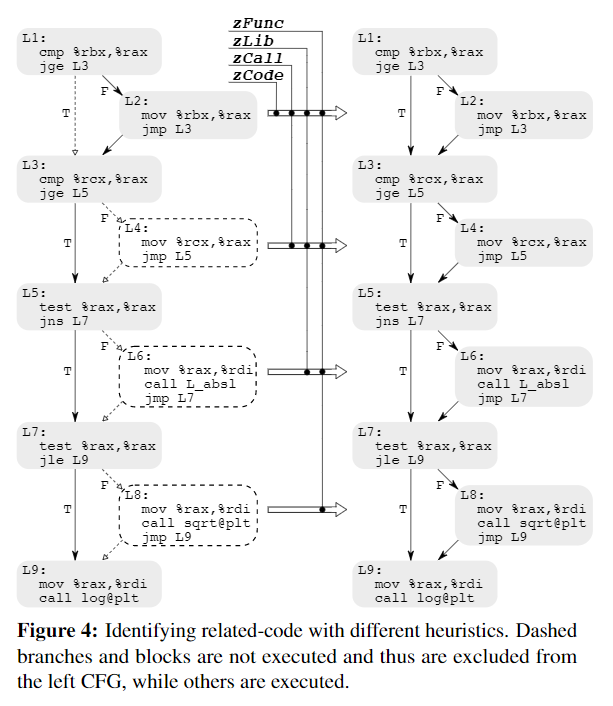 zFunc
zLib
zCall
zCode
L1:
cmp %rbx,%rax
jge L3
F
T
L2:
mov %rbx,%rax
jmp L3
L3:
cmp %rcx,%rax
jge L5
F
T
L4:
mov %rcx,%rax
jmp L5
L5:
test %rax,%rax
jns L7
F
T
L6:
mov %rax,%rdi
call L_absl
jmp L7
L7:
test %rax,%rax
jle L9
F
T
L8:
mov %rax,%rdi
call sqrt@plt
jmp L9
L9:
mov %rax,%rdi
call log@plt
L1:
cmp %rbx,%rax
jge L3
F
T
L2:
mov %rbx,%rax
jmp L3
L3:
cmp %rcx,%rax
jge L5
F
T
L4:
mov %rcx,%rax
jmp L5
L5:
test %rax,%rax
jns L7
F
T
L6:
mov %rax,%rdi
call L_absl
jmp L7
L7:
test %rax,%rax
jle L9
F
T
L8:
mov %rax,%rdi
call sqrt@plt
jmp L9
L9:
mov %rax,%rdi
call log@plt
Figure 4: Identifying related-code with different heuristics. Dashed
branches and blocks are not executed and thus are excluded from
the left CFG, while others are executed.